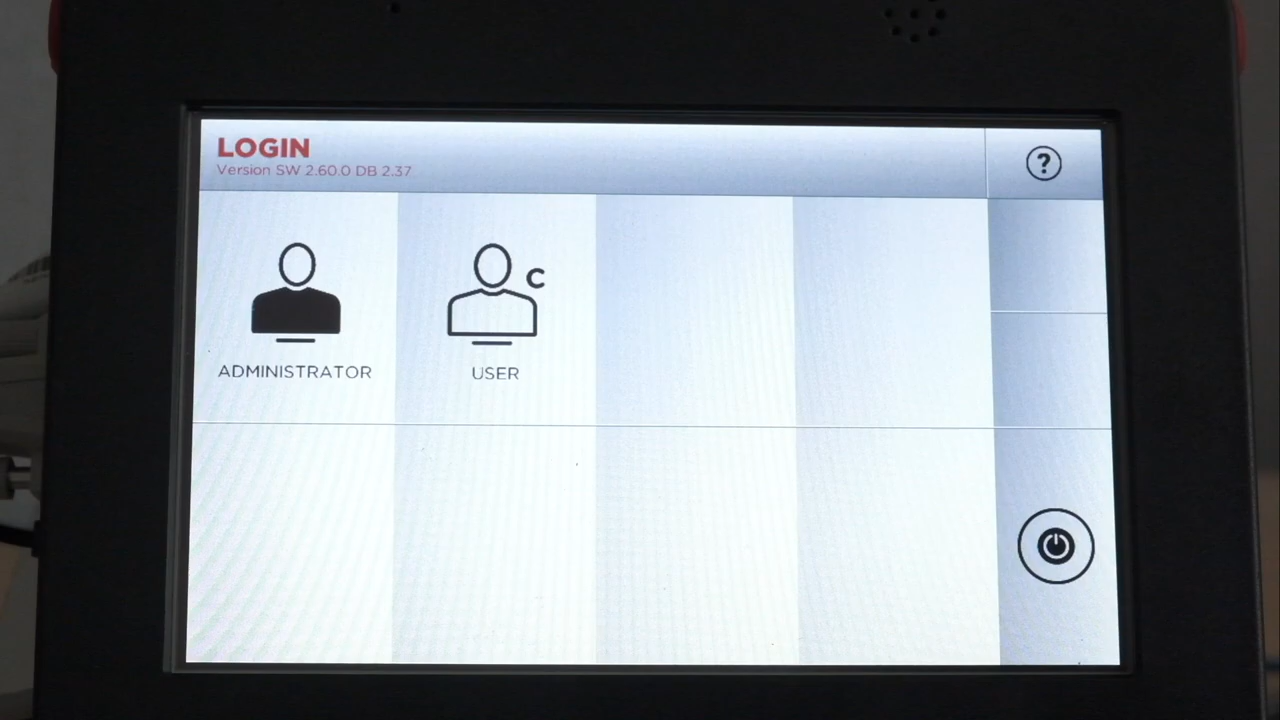 LOGIN
Version SW 2.60.0 DB 2.37
?
C
ADMINISTRATOR
USER